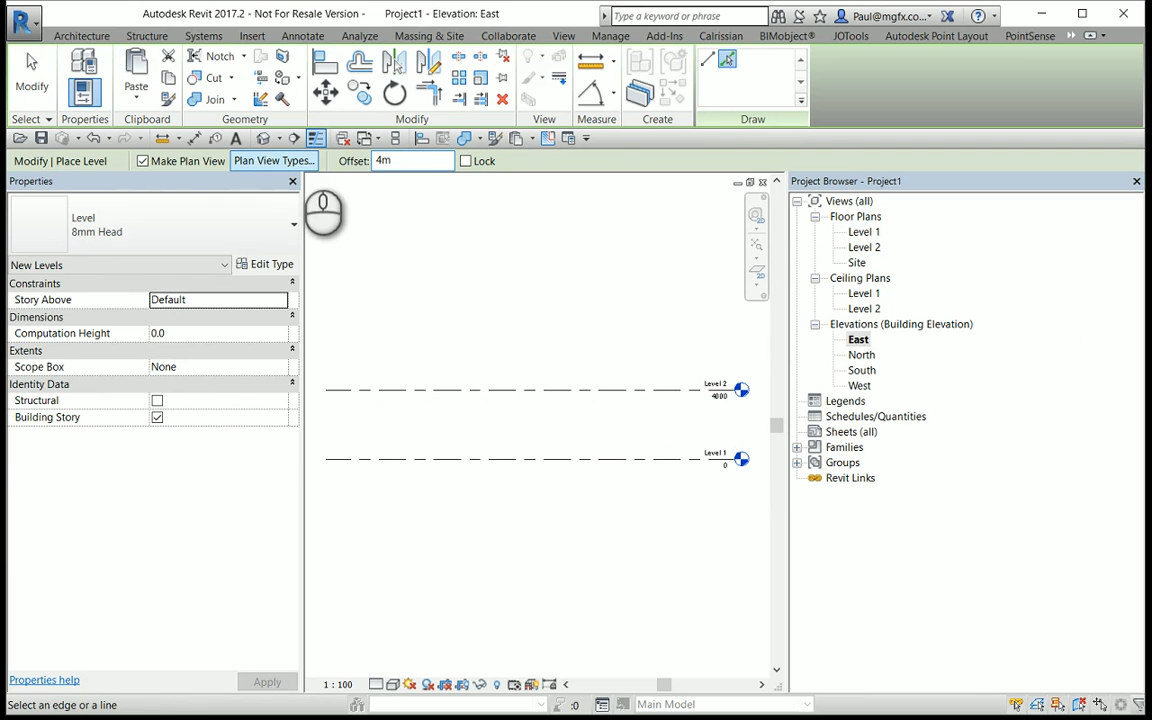 Autodesk Revit 2017.2 - Not For Resale Version - Project1 - Elevation: East
Type a keyword or phrase
Paul@mgfx.co...
Architecture Structure Systems Insert Annotate Analyze Massing & Site Collaborate View Manage Add-Ins Calrissian BIMobject® JOTools Autodesk Point Layout PointSense
Modify
Paste
Notch
Cut
Join
Select Properties Clipboard Geometry Modify View Measure Create Draw
Modify | Place Level Make Plan View Plan View Types... Offset: 4m Lock
Properties
Level
8mm Head
New Levels Edit Type
Constraints
Story Above Default
Dimensions
Computation Height 0.0
Extents
Scope Box None
Identity Data
Structural
Building Story
Properties help Apply
2D
Level 2
4000
Level 1
0
1 : 100
Project Browser - Project1
Views (all)
Floor Plans
Level 1
Level 2
Site
Ceiling Plans
Level 1
Level 2
Elevations (Building Elevation)
East
North
South
West
Legends
Schedules/Quantities
Sheets (all)
Families
Groups
Revit Links
Select an edge or a line
:0
Main Model